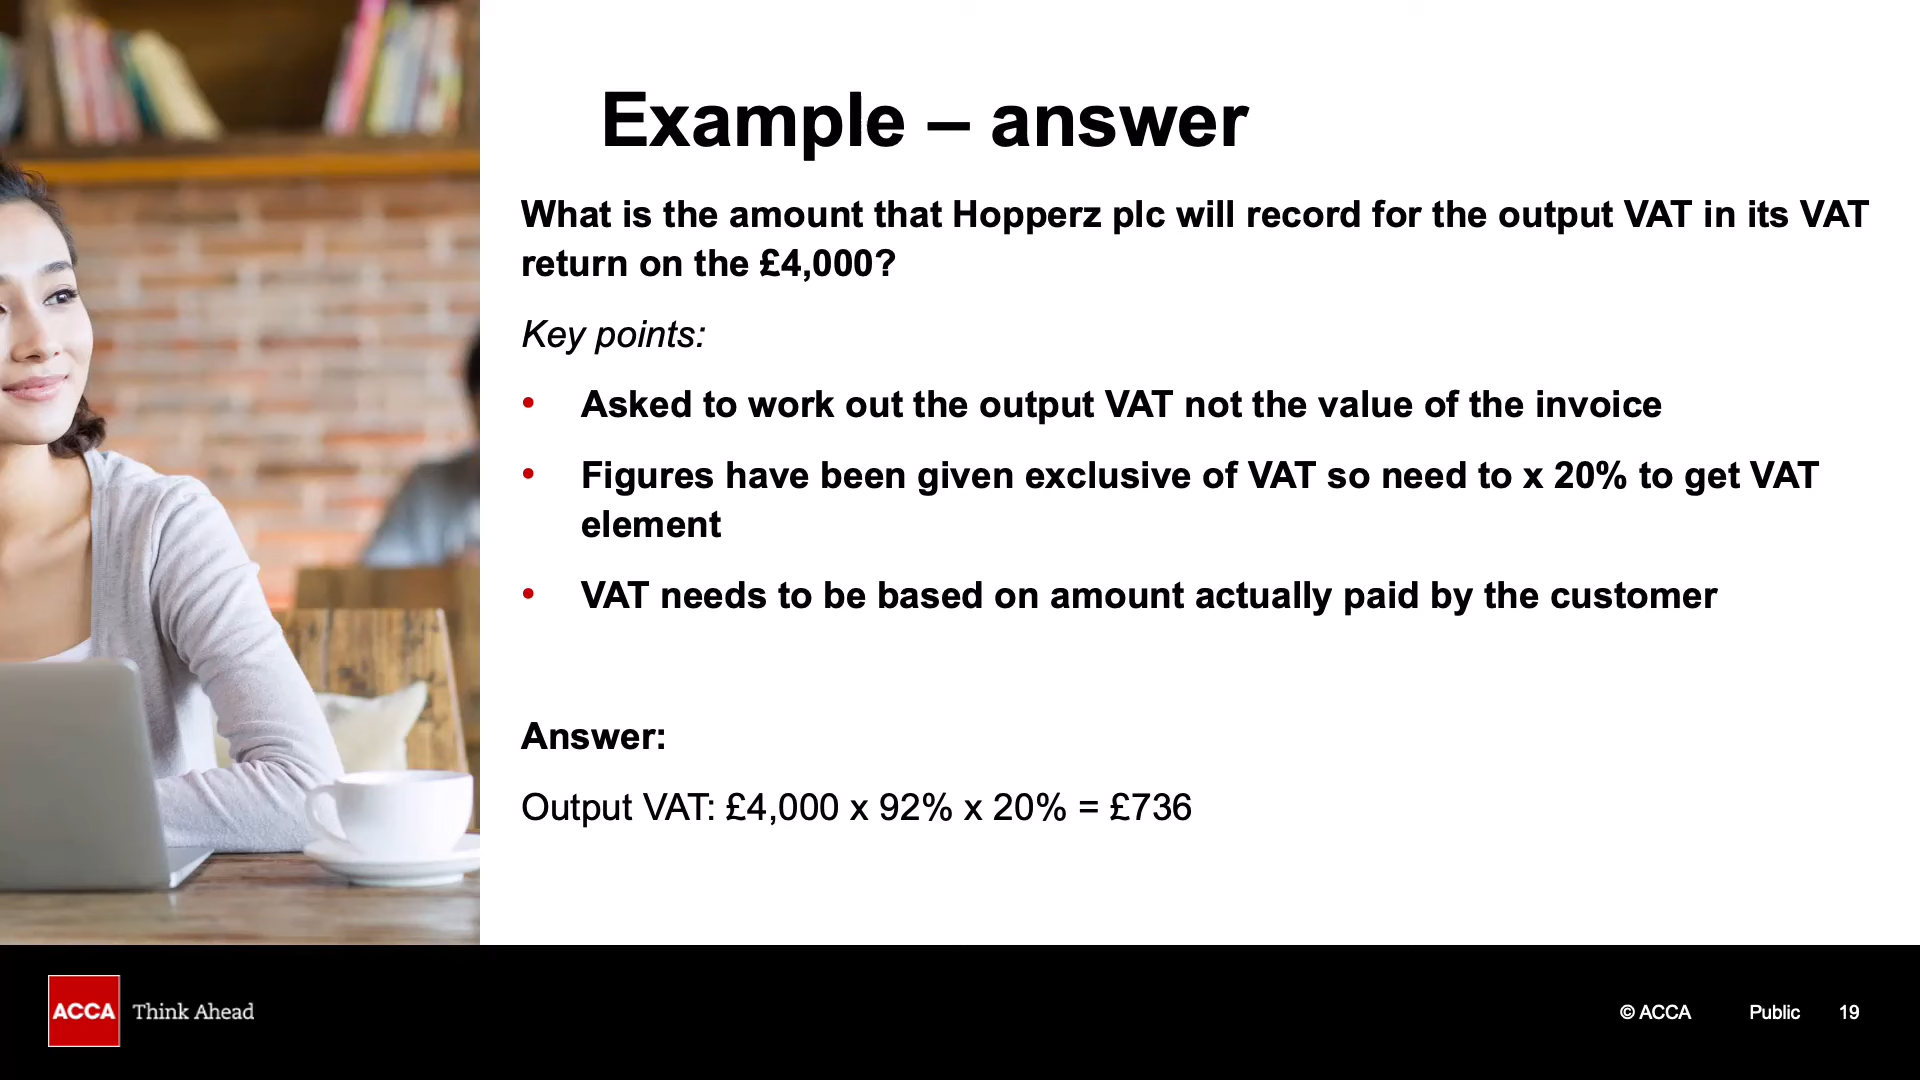 Example – answer
What is the amount that Hopperz plc will record for the output VAT in its VAT
return on the £4,000?
Key points:
• Asked to work out the output VAT not the value of the invoice
• Figures have been given exclusive of VAT so need to x 20% to get VAT
element
• VAT needs to be based on amount actually paid by the customer
Answer:
Output VAT: £4,000 x 92% x 20% = £736
ACCA Think Ahead
© ACCA Public 19